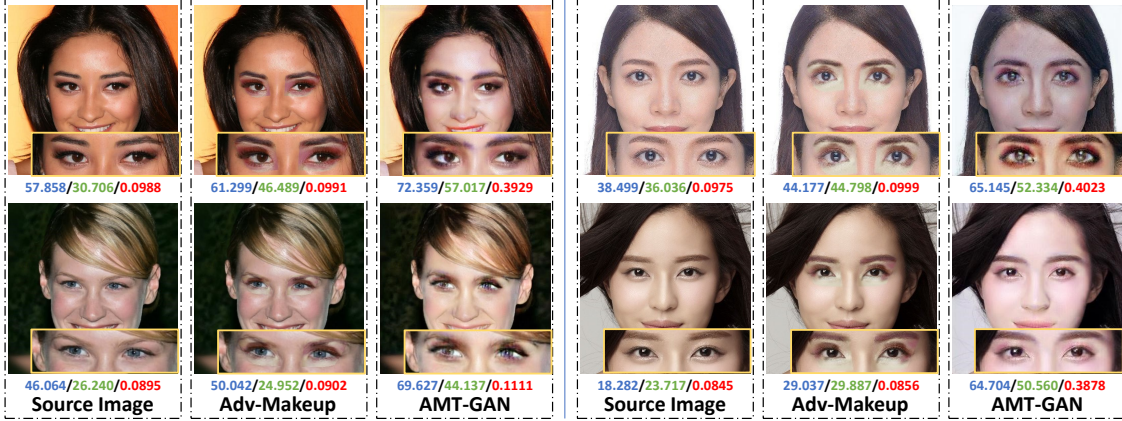 57.858/30.706/0.0988 61.299/46.489/0.0991 72.359/57.017/0.3929 38.499/36.036/0.0975 44.177/44.798/0.0999 65.145/52.334/0.4023
46.064/26.240/0.0895 50.042/24.952/0.0902 69.627/44.137/0.1111 18.282/23.717/0.0845 29.037/29.887/0.0856 64.704/50.560/0.3878
Source Image Adv-Makeup AMT-GAN Source Image Adv-Makeup AMT-GAN